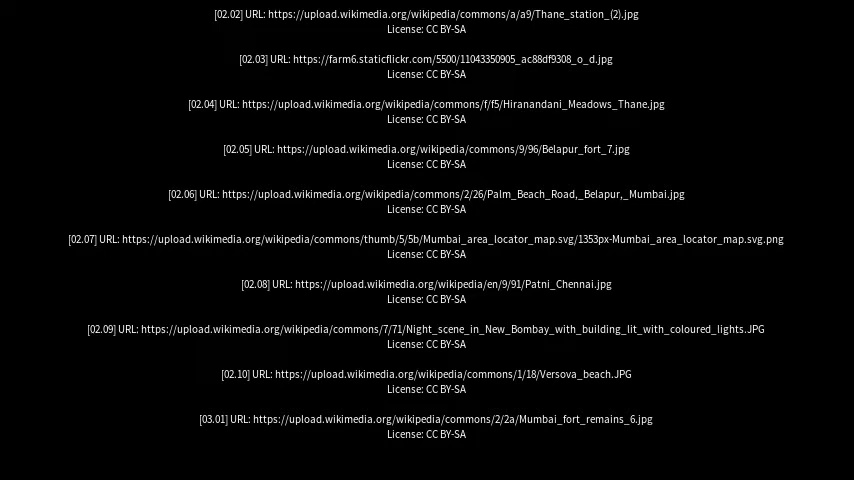 [02.02] URL: https://upload.wikimedia.org/wikipedia/commons/a/a9/Thane_station_(2).jpg
License: CC BY-SA
[02.03] URL: https://farm6.staticflickr.com/5500/11043350905_ac88df9308_o_d.jpg
License: CC BY-SA
[02.04] URL: https://upload.wikimedia.org/wikipedia/commons/f/f5/Hiranandani_Meadows_Thane.jpg
License: CC BY-SA
[02.05] URL: https://upload.wikimedia.org/wikipedia/commons/9/96/Belapur_fort_7.jpg
License: CC BY-SA
[02.06] URL: https://upload.wikimedia.org/wikipedia/commons/2/26/Palm_Beach_Road,_Belapur,_Mumbai.jpg
License: CC BY-SA
[02.07] URL: https://upload.wikimedia.org/wikipedia/commons/thumb/5/5b/Mumbai_area_locator_map.svg/1353px-Mumbai_area_locator_map.svg.png
License: CC BY-SA
[02.08] URL: https://upload.wikimedia.org/wikipedia/en/9/91/Patni_Chennai.jpg
License: CC BY-SA
[02.09] URL: https://upload.wikimedia.org/wikipedia/commons/7/71/Night_scene_in_New_Bombay_with_building_lit_with_coloured_lights.JPG
License: CC BY-SA
[02.10] URL: https://upload.wikimedia.org/wikipedia/commons/1/18/Versova_beach.JPG
License: CC BY-SA
[03.01] URL: https://upload.wikimedia.org/wikipedia/commons/2/2a/Mumbai_fort_remains_6.jpg
License: CC BY-SA